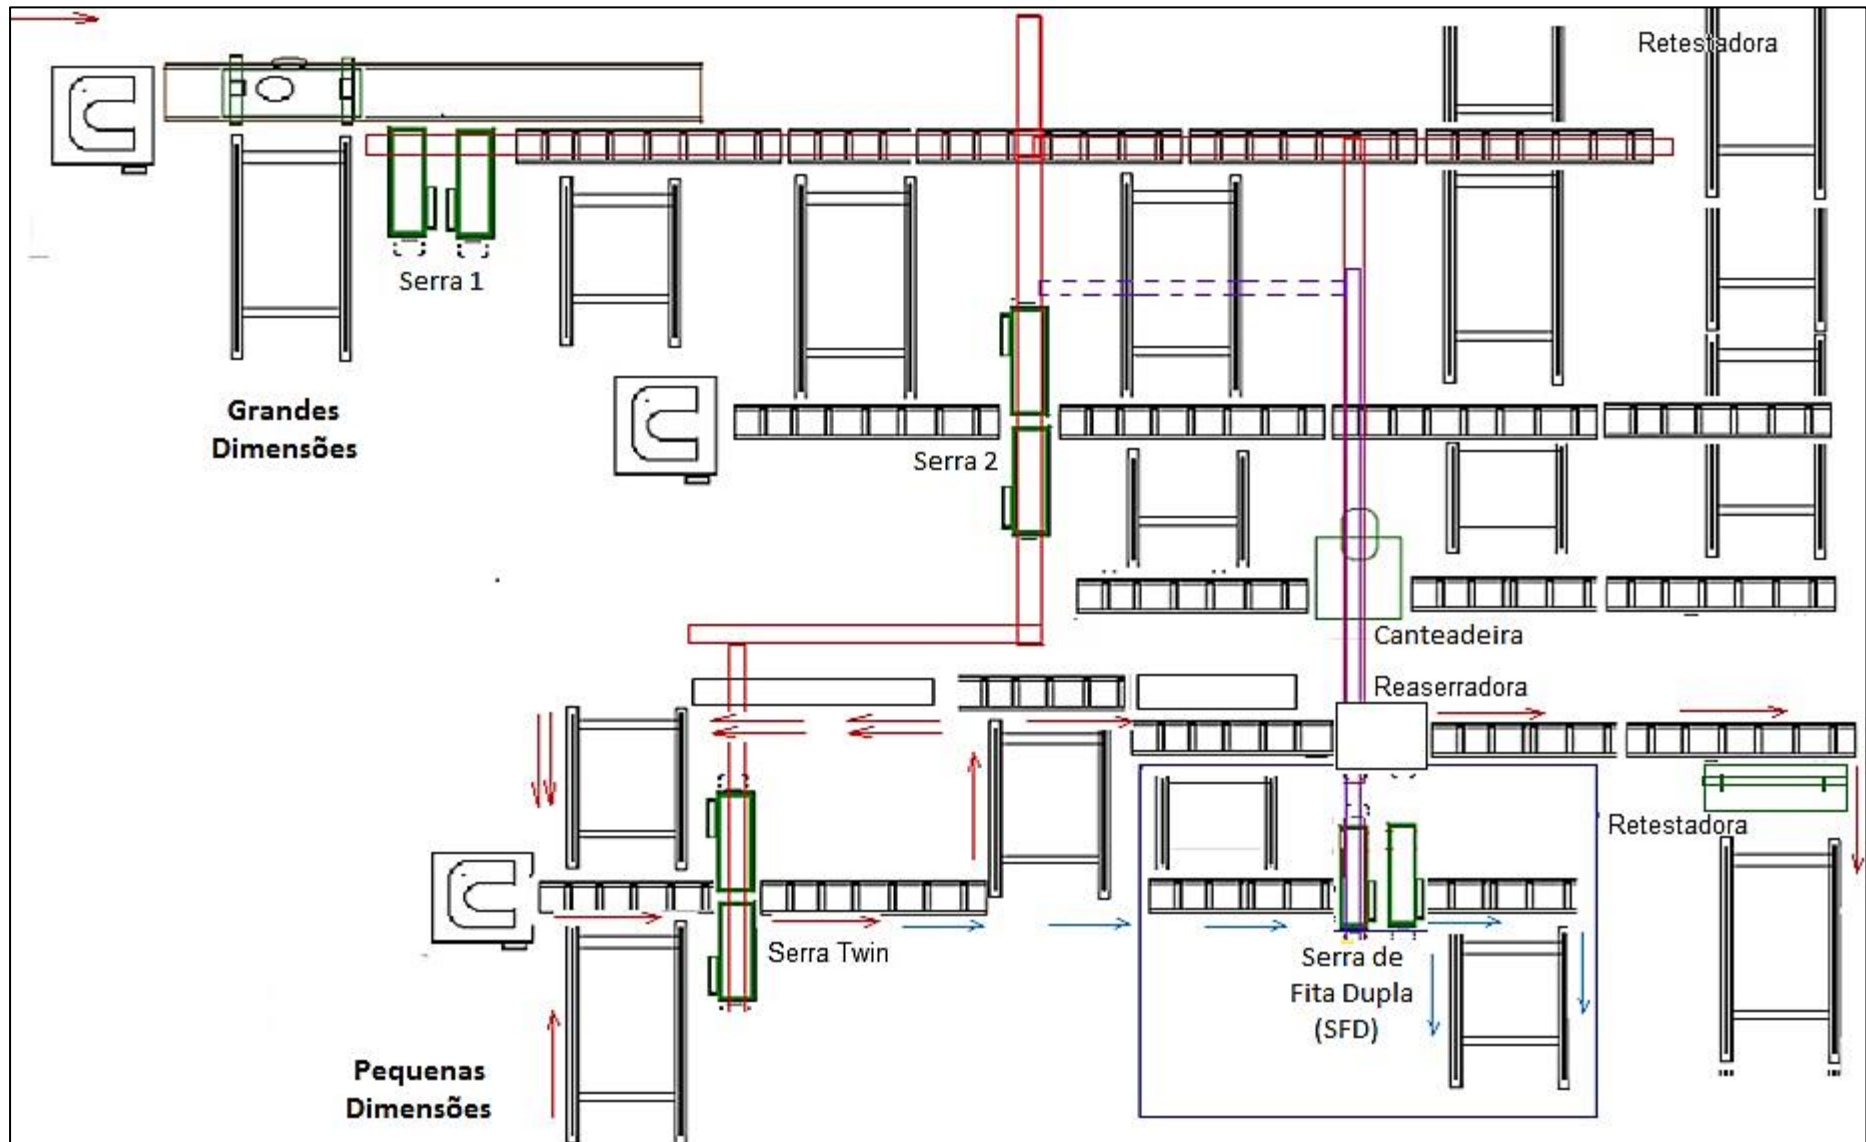 Retestadora
Serra 1
Grandes
Dimensões
Serra 2
Canteadeira
Reaserradora
Retestadora
Serra Twin
Serra de
Fita Dupla
(SFD)
Pequenas
Dimensões